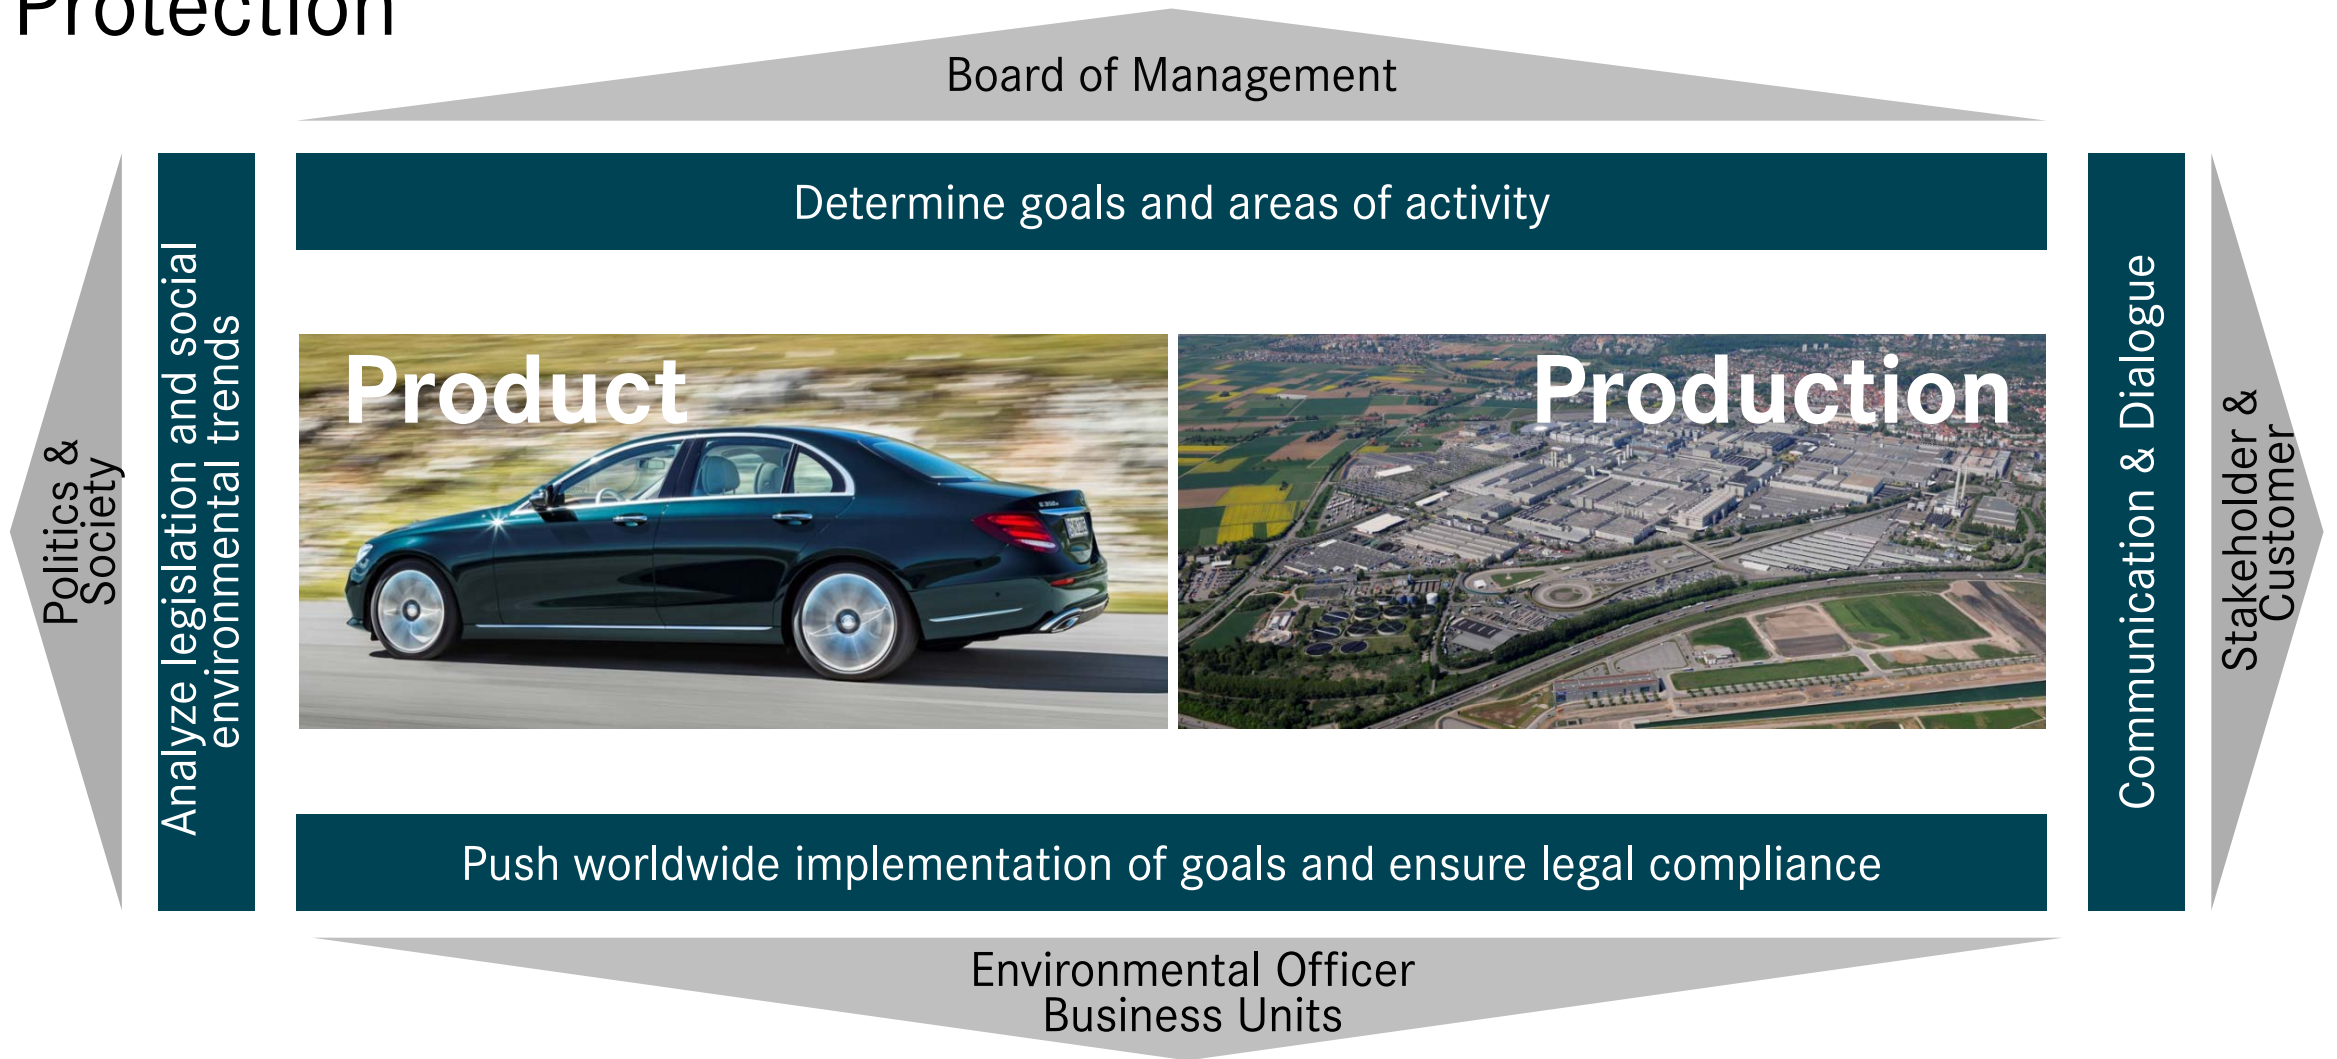 Protection
Board of Management
Determine goals and areas of activity
Politics &
Society
Analyze legislation and social
environmental trends
Product
Production
Communication & Dialogue
Stakeholder &
Customer
Push worldwide implementation of goals and ensure legal compliance
Environmental Officer
Business Units